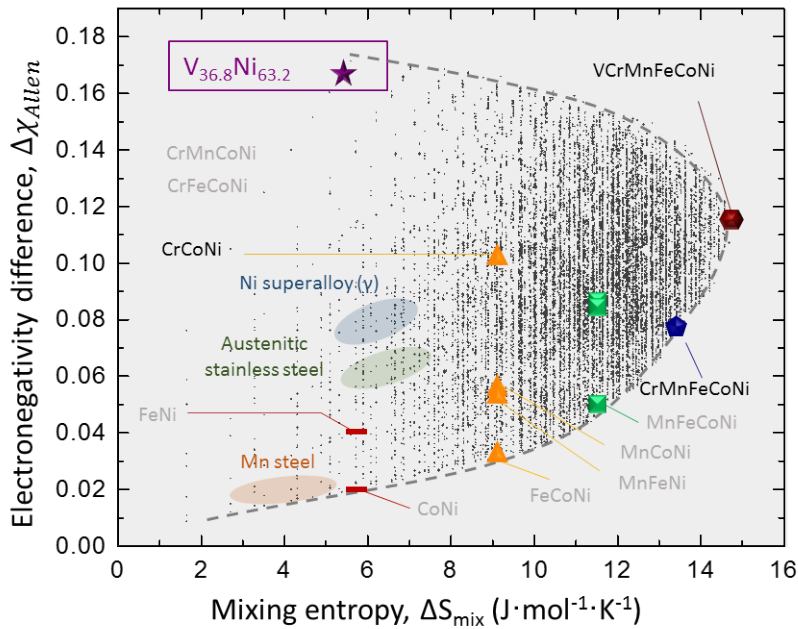 0.18
0.16
0.14
0.12
0.10
0.08
0.06
0.04
0.02
0.00
0
2
4
6
8
10
12
14
16
Electronegativity difference, Δχ_Allen
Mixing entropy, ΔS_mix (J·mol⁻¹·K⁻¹)
V₃₆.₈Ni₆₃.₂
VCrMnFeCoNi
CrMnCoNi
CrFeCoNi
CrCoNi
Ni superalloy (γ)
Austenitic
stainless steel
FeNi
Mn steel
CoNi
FeCoNi
MnFeNi
MnCoNi
MnFeCoNi
CrMnFeCoNi